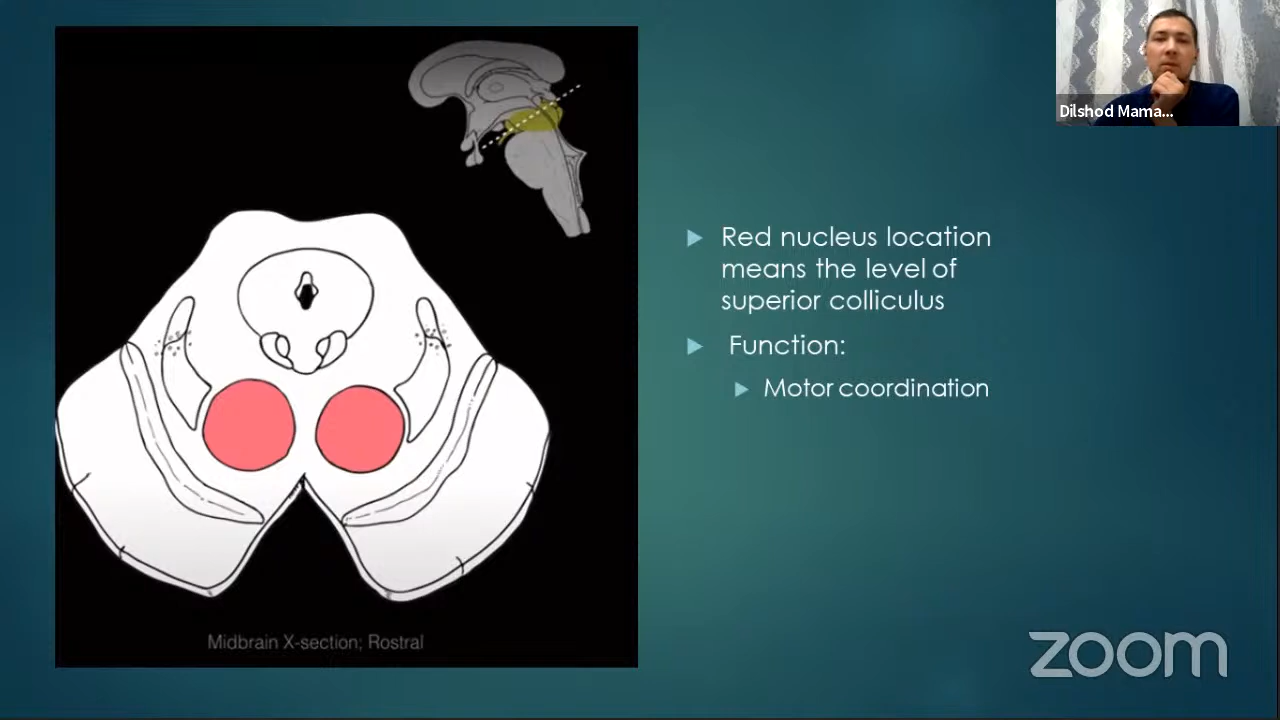 Dilshod Mama...
Red nucleus location
means the level of
superior colliculus
Function:
Motor coordination
Midbrain X-section; Rostral
zoom